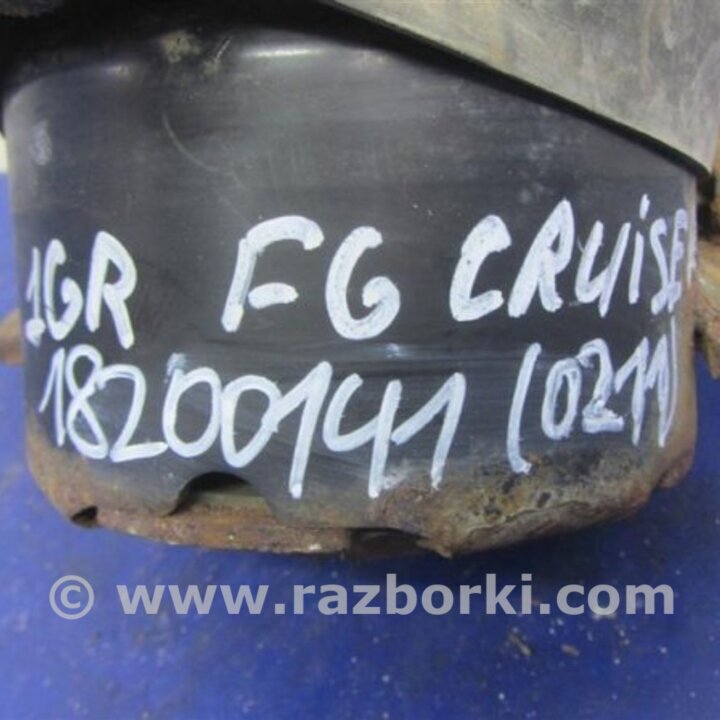 1GR FG CRUISER
18200141 (0211)
© www.razborki.com